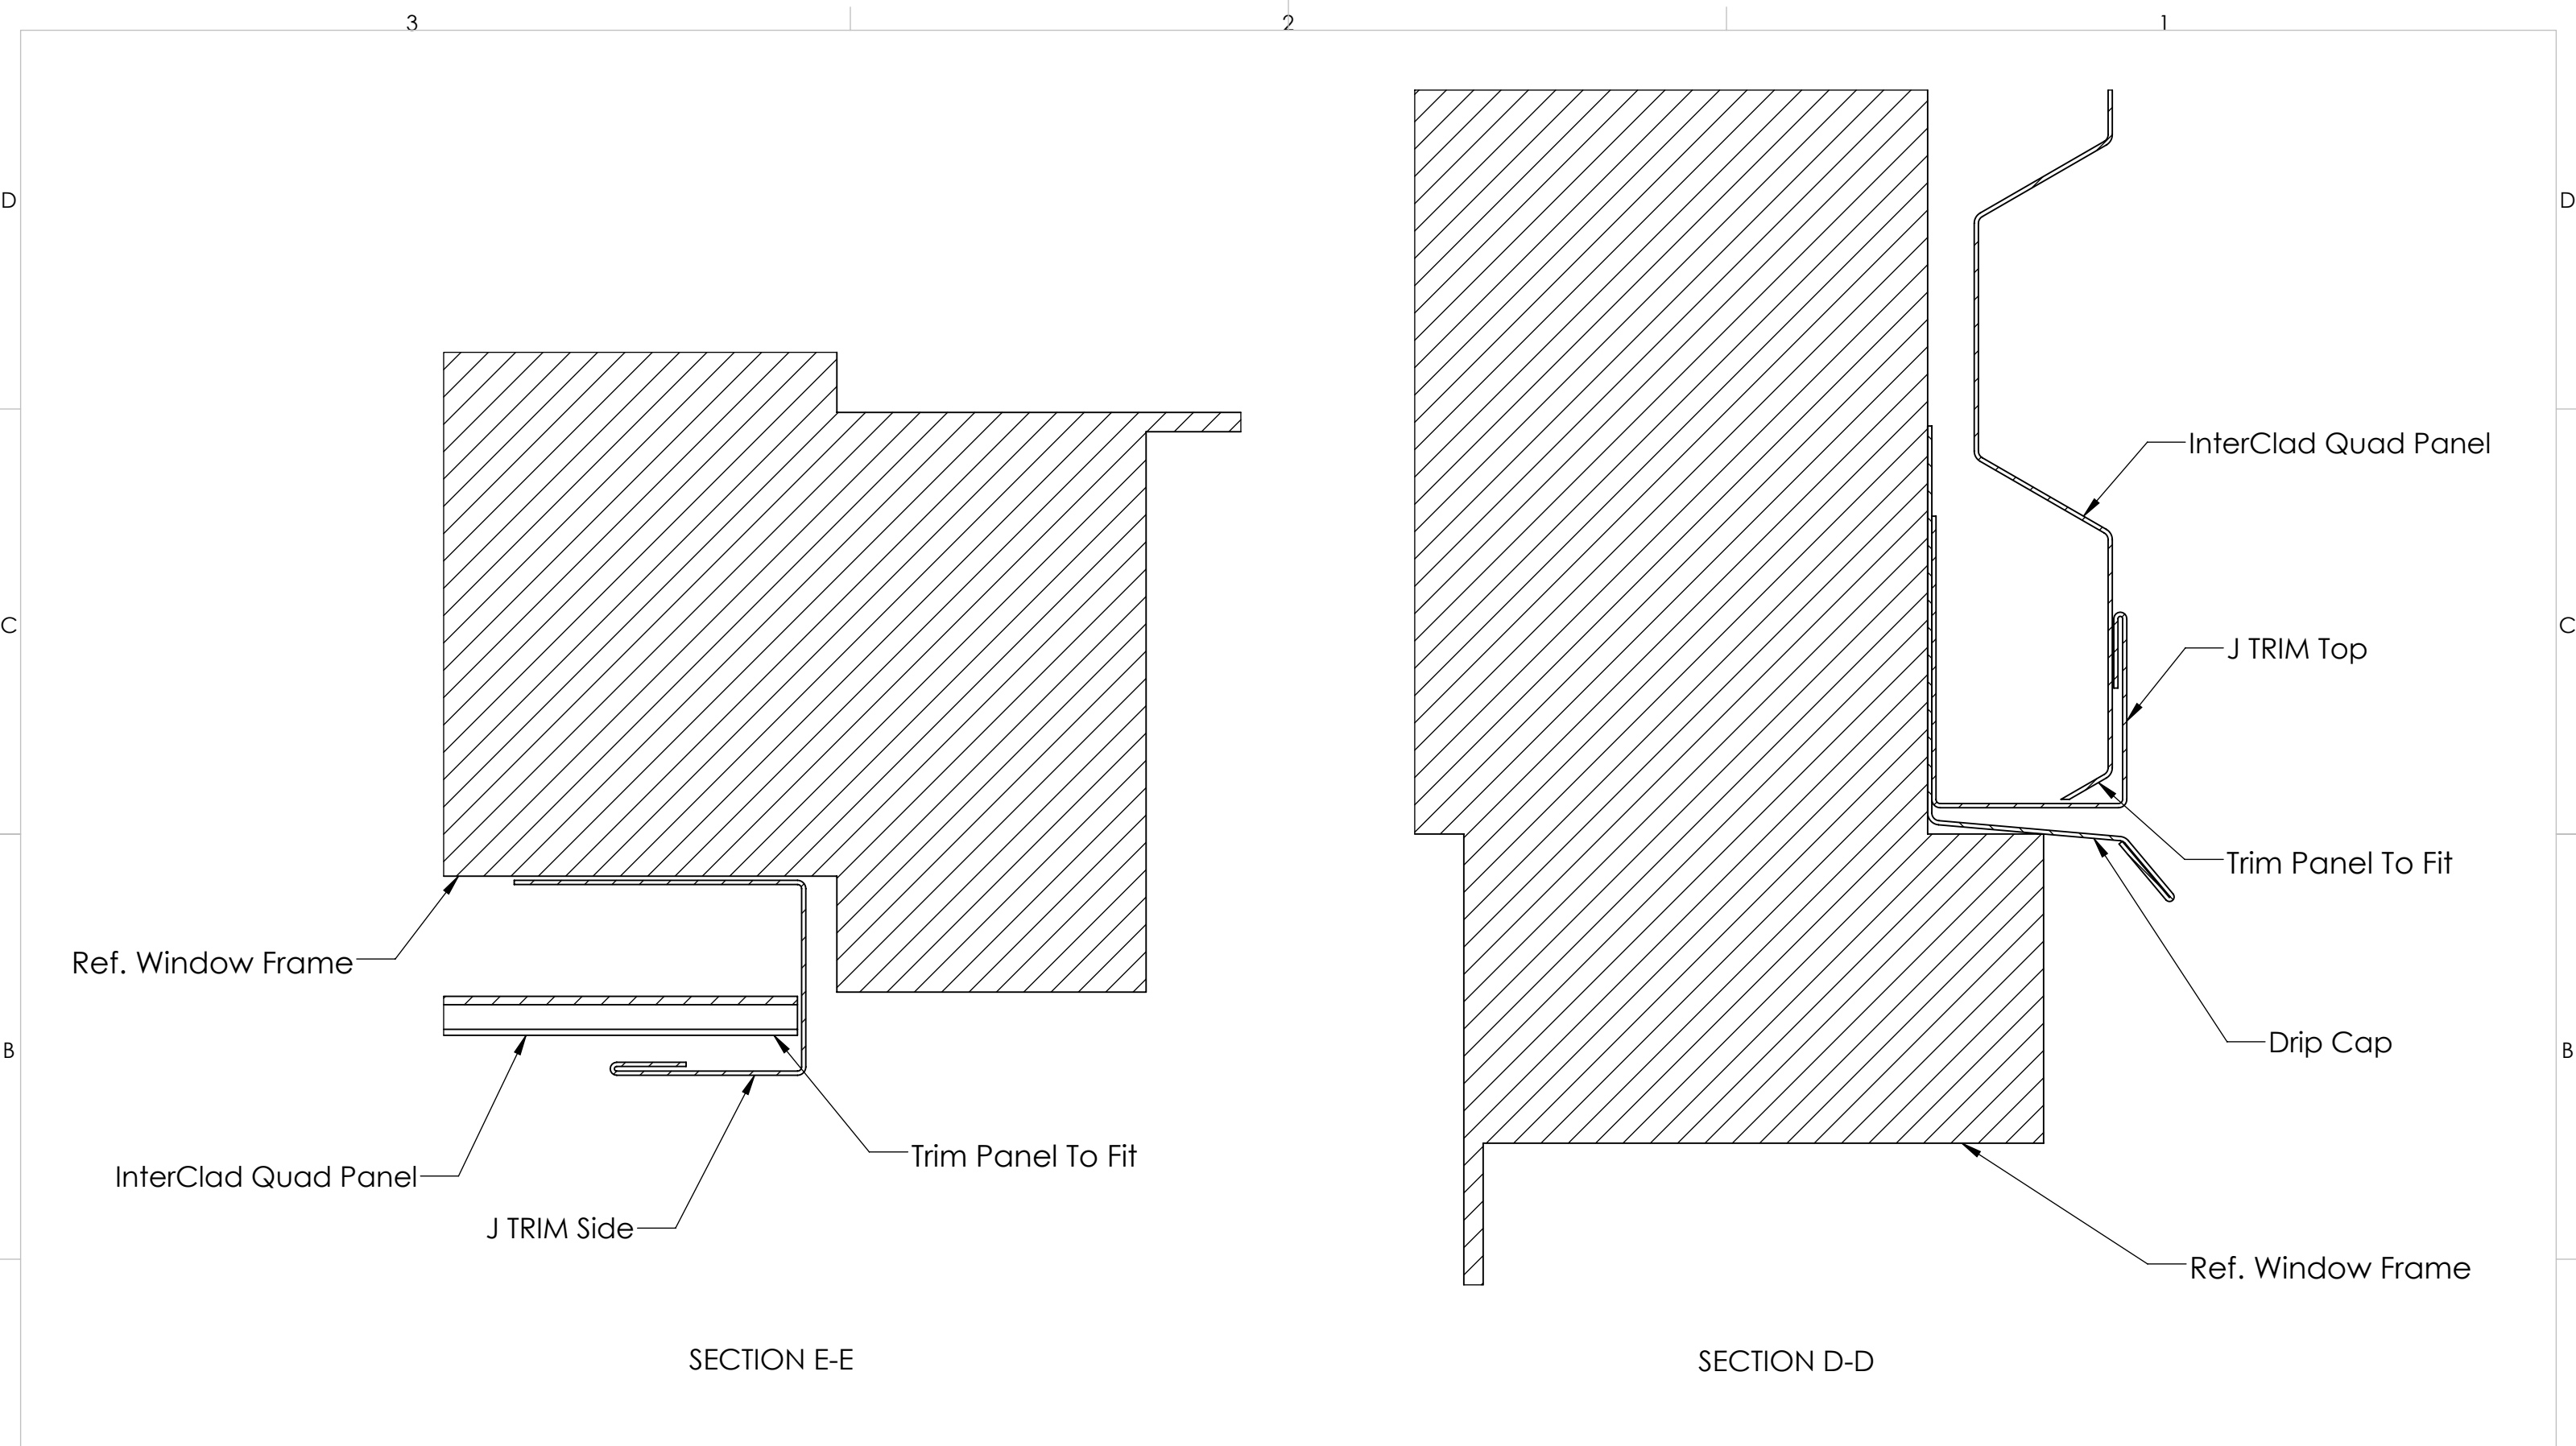 3
2
1
D
D
InterClad Quad Panel
C
C
J TRIM Top
Trim Panel To Fit
Ref. Window Frame
Drip Cap
B
B
Trim Panel To Fit
InterClad Quad Panel
J TRIM Side
Ref. Window Frame
SECTION E-E
SECTION D-D